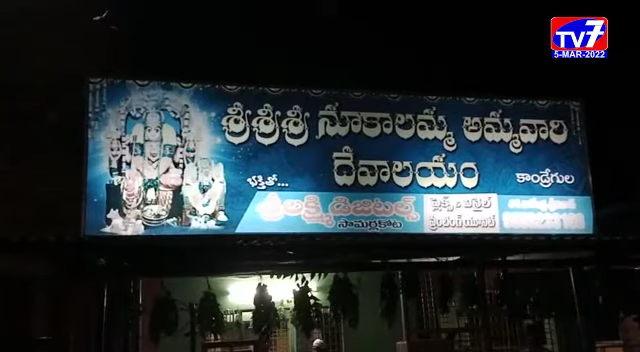 TV7
5-MAR-2022
శ్రీశ్రీశ్రీ నూకాలమ్మ అమ్మవారి
దేవాలయం
కాండ్రేగుల
భక్తితో...
శ్రీలక్ష్మి డిజిటల్స్
సామర్లకోట
ఫ్లెక్స్ & వినైల్
ప్రింటింగ్ యూనిట్